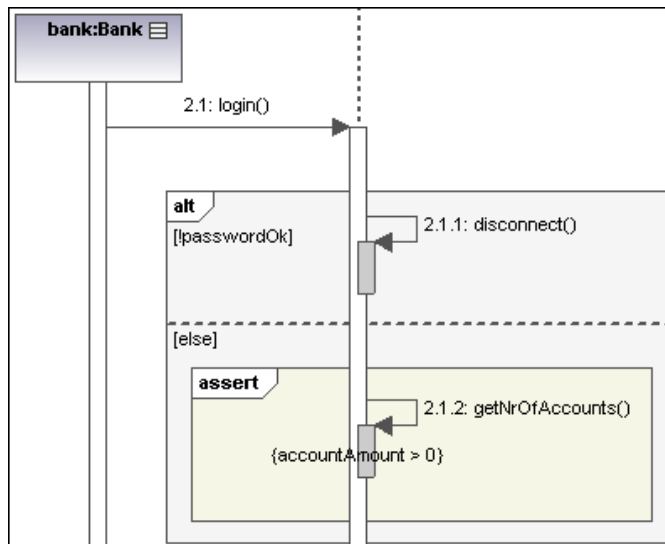 bank:Bank
2.1: login()
alt
[!passwordOk]
2.1.1: disconnect()
[else]
assert
2.1.2: getNrOfAccounts()
{accountAmount > 0}